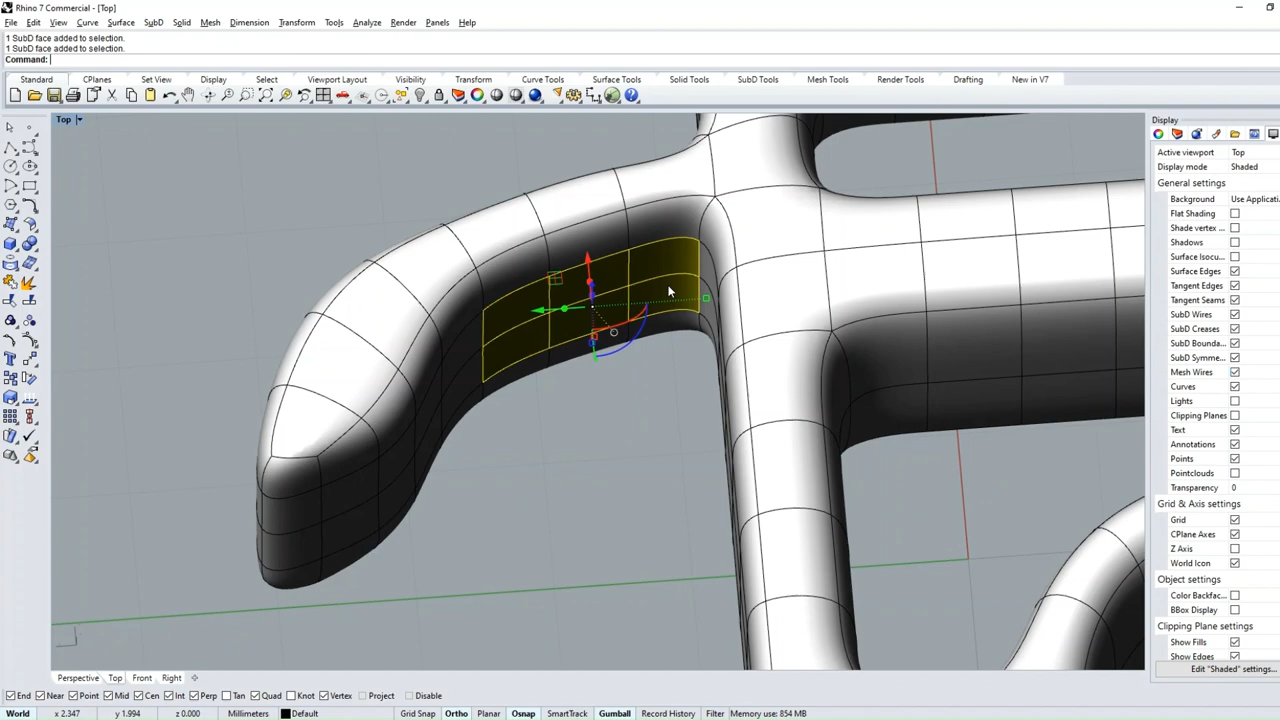 Rhino 7 Commercial - [Top]
File Edit View Curve Surface SubD Solid Mesh Dimension Transform Tools Analyze Render Panels Help
1 SubD face added to selection.
1 SubD face added to selection.
Command:
Standard CPlanes Set View Display Select Viewport Layout Visibility Transform Curve Tools Surface Tools Solid Tools SubD Tools Mesh Tools Render Tools Drafting New in V7
Top
Display
Active viewport Top
Display mode Shaded
General settings
Background Use Applicati..
Flat Shading
Shade vertex ...
Shadows
Surface Isocu...
Surface Edges
Tangent Edges
Tangent Seams
SubD Wires
SubD Creases
SubD Bounda...
SubD Symme...
Mesh Wires
Curves
Lights
Clipping Planes
Text
Annotations
Points
Pointclouds
Transparency 0
Grid & Axis settings
Grid
CPlane Axes
Z Axis
World Icon
Object settings
Color Backfac...
BBox Display
Clipping Plane settings
Show Fills
Show Edges
Edit "Shaded" settings...
Perspective Top Front Right
End Near Point Mid Cen Int Perp Tan Quad Knot Vertex Project Disable
World x 2.347 y 1.994 z 0.000 Millimeters Default Grid Snap Ortho Planar Osnap SmartTrack Gumball Record History Filter Memory use: 854 MB